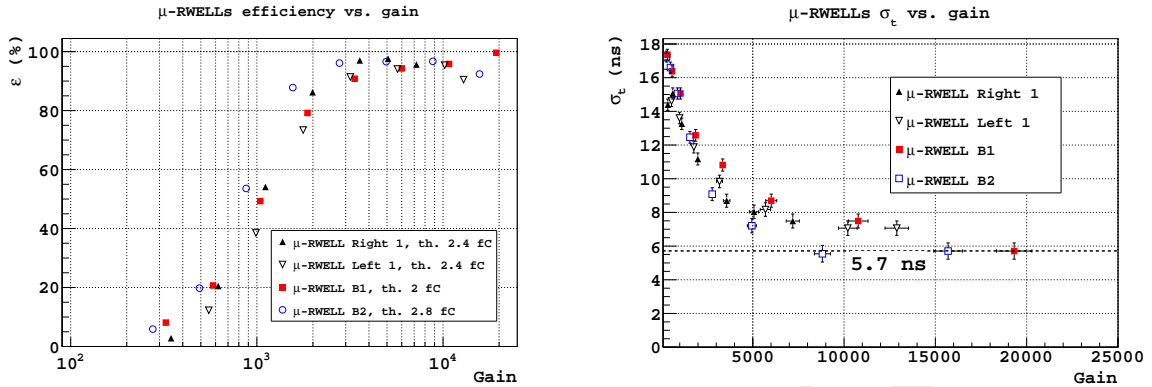 μ-RWELLs efficiency vs. gain
ε (%)
100
80
60
40
20
0
μ-RWELL Right 1, th. 2.4 fC
μ-RWELL Left 1, th. 2.4 fC
μ-RWELL B1, th. 2 fC
μ-RWELL B2, th. 2.8 fC
10² 10³ 10⁴ 10⁵
Gain
μ-RWELLs σt vs. gain
σt (ns)
18
16
14
12
10
8
6
4
2
0
μ-RWELL Right 1
μ-RWELL Left 1
μ-RWELL B1
μ-RWELL B2
5.7 ns
5000 10000 15000 20000 25000
Gain